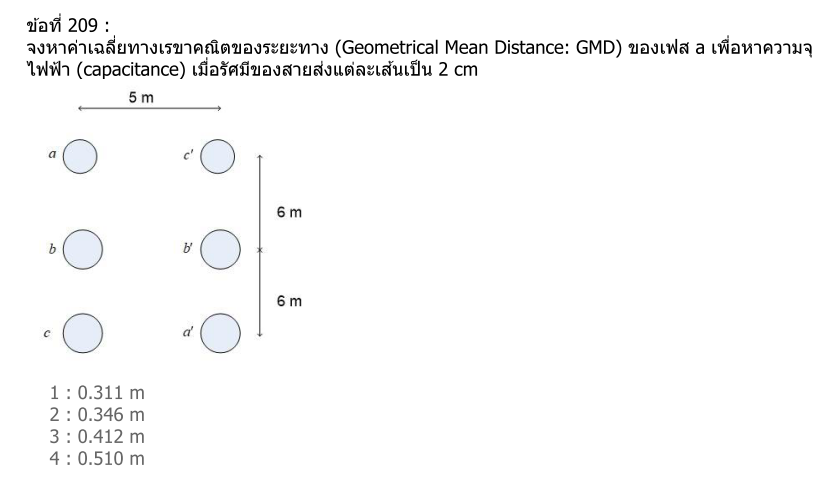 ข้อที่ 209 :
จงหาค่าเฉลี่ยทางเรขาคณิตของระยะทาง (Geometrical Mean Distance: GMD) ของเฟส a เพื่อหาความจุ
ไฟฟ้า (capacitance) เมื่อรัศมีของสายส่งแต่ละเส้นเป็น 2 cm
5 m
a c'
6 m
b b'
6 m
c a'
1 : 0.311 m
2 : 0.346 m
3 : 0.412 m
4 : 0.510 m